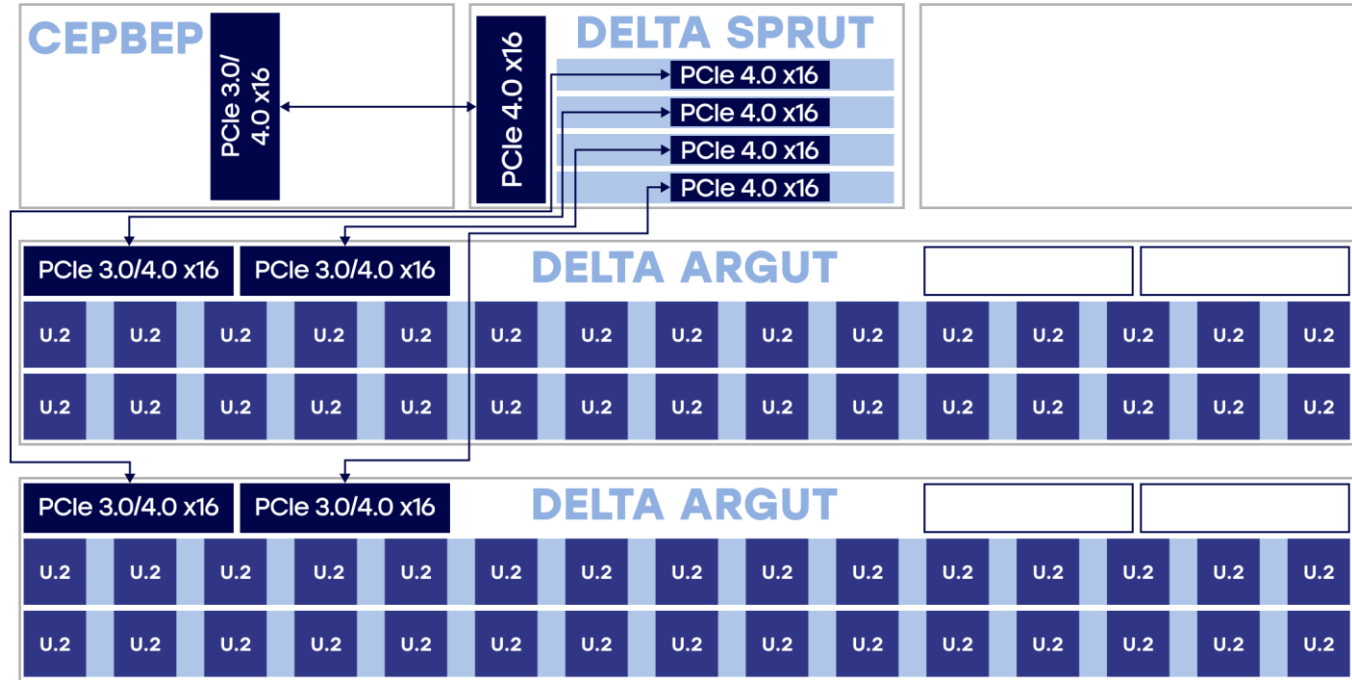 СЕРВЕР
PCIe 3.0/
4.0 x16
PCIe 4.0 x16
DELTA SPRUT
PCIe 4.0 x16
PCIe 4.0 x16
PCIe 4.0 x16
PCIe 4.0 x16
PCIe 3.0/4.0 x16 PCIe 3.0/4.0 x16 DELTA ARGUT
U.2 U.2 U.2 U.2 U.2 U.2 U.2 U.2 U.2 U.2 U.2 U.2 U.2 U.2 U.2
U.2 U.2 U.2 U.2 U.2 U.2 U.2 U.2 U.2 U.2 U.2 U.2 U.2 U.2 U.2
PCIe 3.0/4.0 x16 PCIe 3.0/4.0 x16 DELTA ARGUT
U.2 U.2 U.2 U.2 U.2 U.2 U.2 U.2 U.2 U.2 U.2 U.2 U.2 U.2 U.2
U.2 U.2 U.2 U.2 U.2 U.2 U.2 U.2 U.2 U.2 U.2 U.2 U.2 U.2 U.2